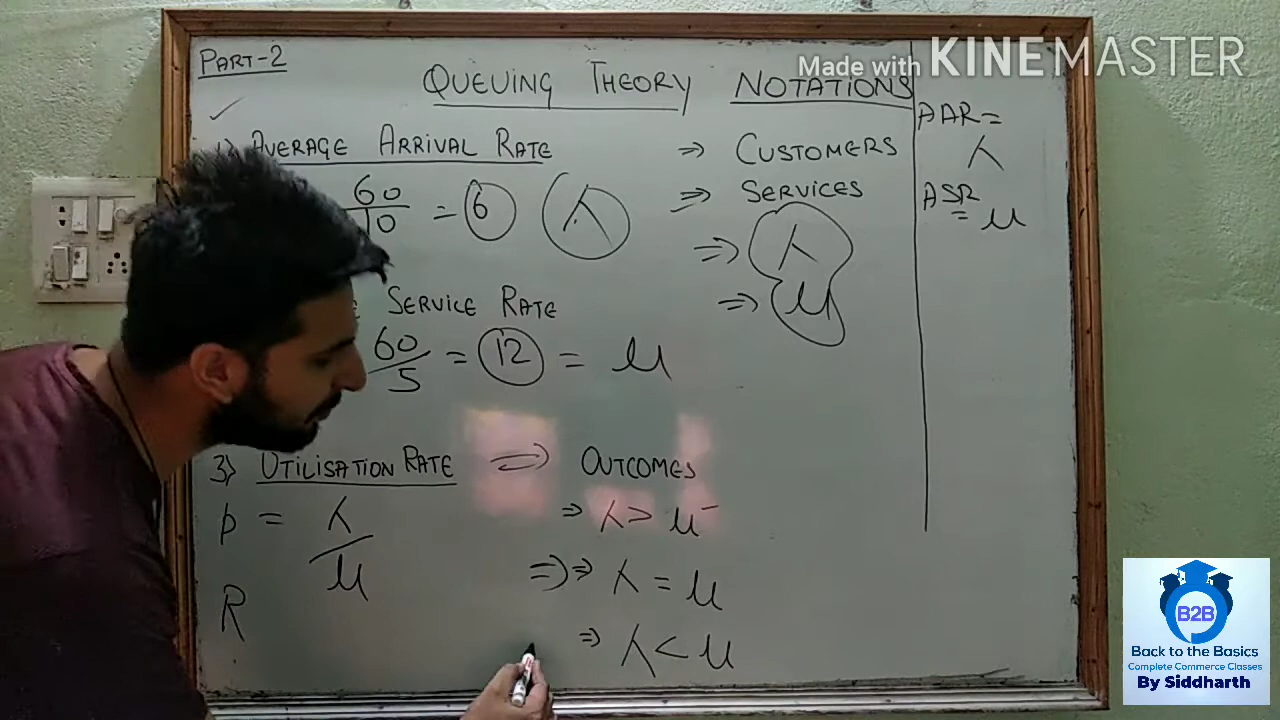 PART-2
Made with KINEMASTER
QUEUING THEORY NOTATIONS
✓
1) AVERAGE ARRIVAL RATE
60/10 = 6 λ
⇒ CUSTOMERS
⇒ SERVICES
⇒ λ
⇒ μ
AAR =
λ
ASR
= μ
SERVICE RATE
60/5 = 12 = μ
3) UTILISATION RATE ⇒ OUTCOMES
p = λ/μ
R
⇒ λ > μ
⇒ ⇒ λ = μ
⇒ λ < μ
B2B
Back to the Basics
Complete Commerce Classes
By Siddharth